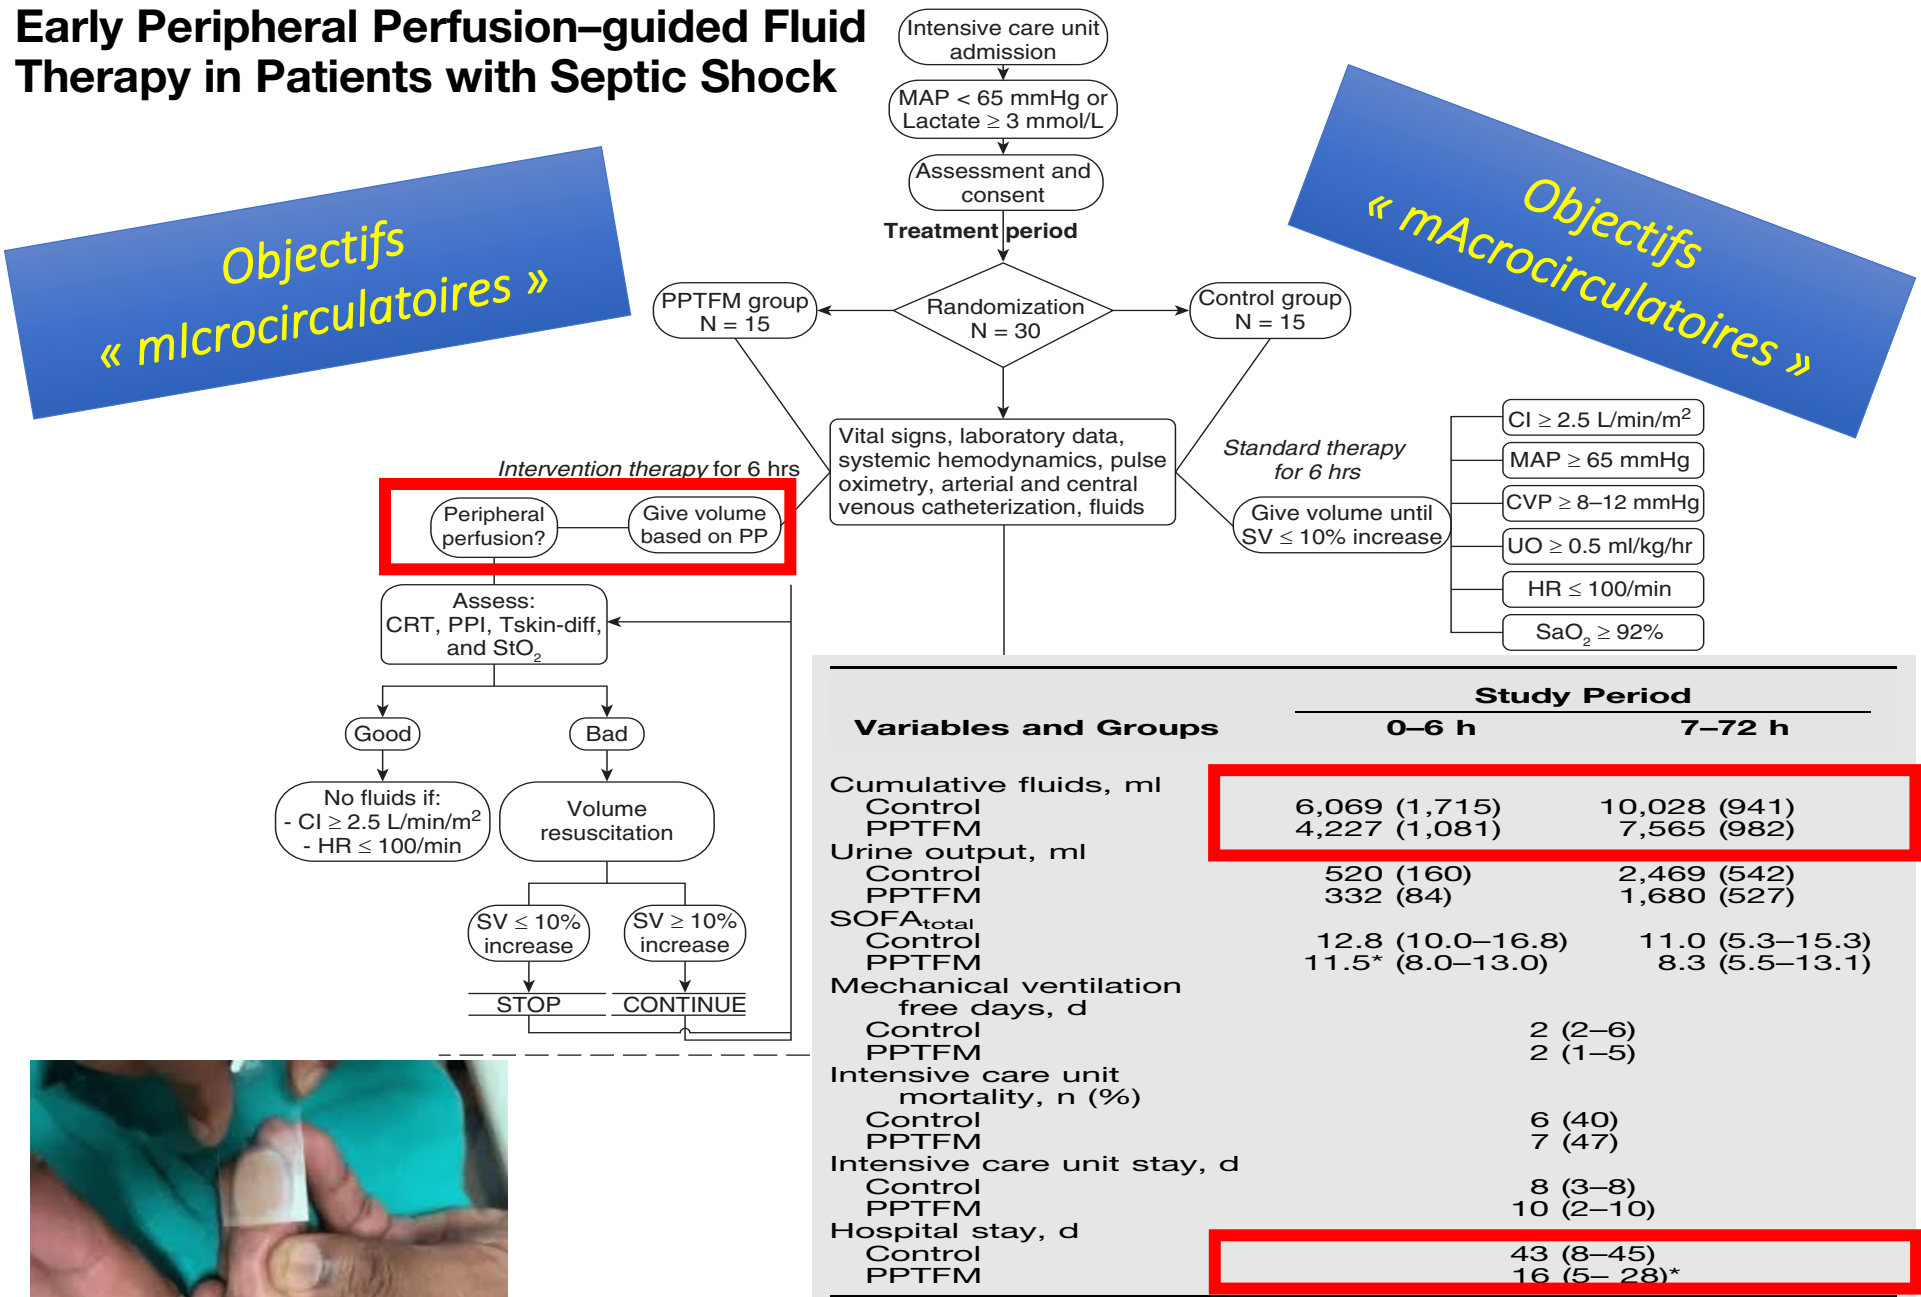 Early Peripheral Perfusion–guided Fluid
Therapy in Patients with Septic Shock
Intensive care unit
admission
MAP < 65 mmHg or
Lactate ≥ 3 mmol/L
Assessment and
consent
Treatment period
Objectifs
« mIcrocirculatoires »
Objectifs
« mAcrocirculatoires »
PPTFM group
N = 15
Randomization
N = 30
Control group
N = 15
Vital signs, laboratory data,
systemic hemodynamics, pulse
oximetry, arterial and central
venous catheterization, fluids
Intervention therapy for 6 hrs
Peripheral
perfusion?
Give volume
based on PP
Standard therapy
for 6 hrs
Give volume until
SV ≤ 10% increase
CI ≥ 2.5 L/min/m²
MAP ≥ 65 mmHg
CVP ≥ 8–12 mmHg
UO ≥ 0.5 ml/kg/hr
HR ≤ 100/min
SaO₂ ≥ 92%
Assess:
CRT, PPI, Tskin-diff,
and StO₂
Good
Bad
No fluids if:
- CI ≥ 2.5 L/min/m²
- HR ≤ 100/min
Volume
resuscitation
SV ≤ 10%
increase
SV ≥ 10%
increase
STOP
CONTINUE
Study Period
Variables and Groups 0–6 h 7–72 h
Cumulative fluids, ml
Control 6,069 (1,715) 10,028 (941)
PPTFM 4,227 (1,081) 7,565 (982)
Urine output, ml
Control 520 (160) 2,469 (542)
PPTFM 332 (84) 1,680 (527)
SOFAtotal
Control 12.8 (10.0–16.8) 11.0 (5.3–15.3)
PPTFM 11.5* (8.0–13.0) 8.3 (5.5–13.1)
Mechanical ventilation
free days, d
Control 2 (2–6)
PPTFM 2 (1–5)
Intensive care unit
mortality, n (%)
Control 6 (40)
PPTFM 7 (47)
Intensive care unit stay, d
Control 8 (3–8)
PPTFM 10 (2–10)
Hospital stay, d
Control 43 (8–45)
PPTFM 16 (5– 28)*